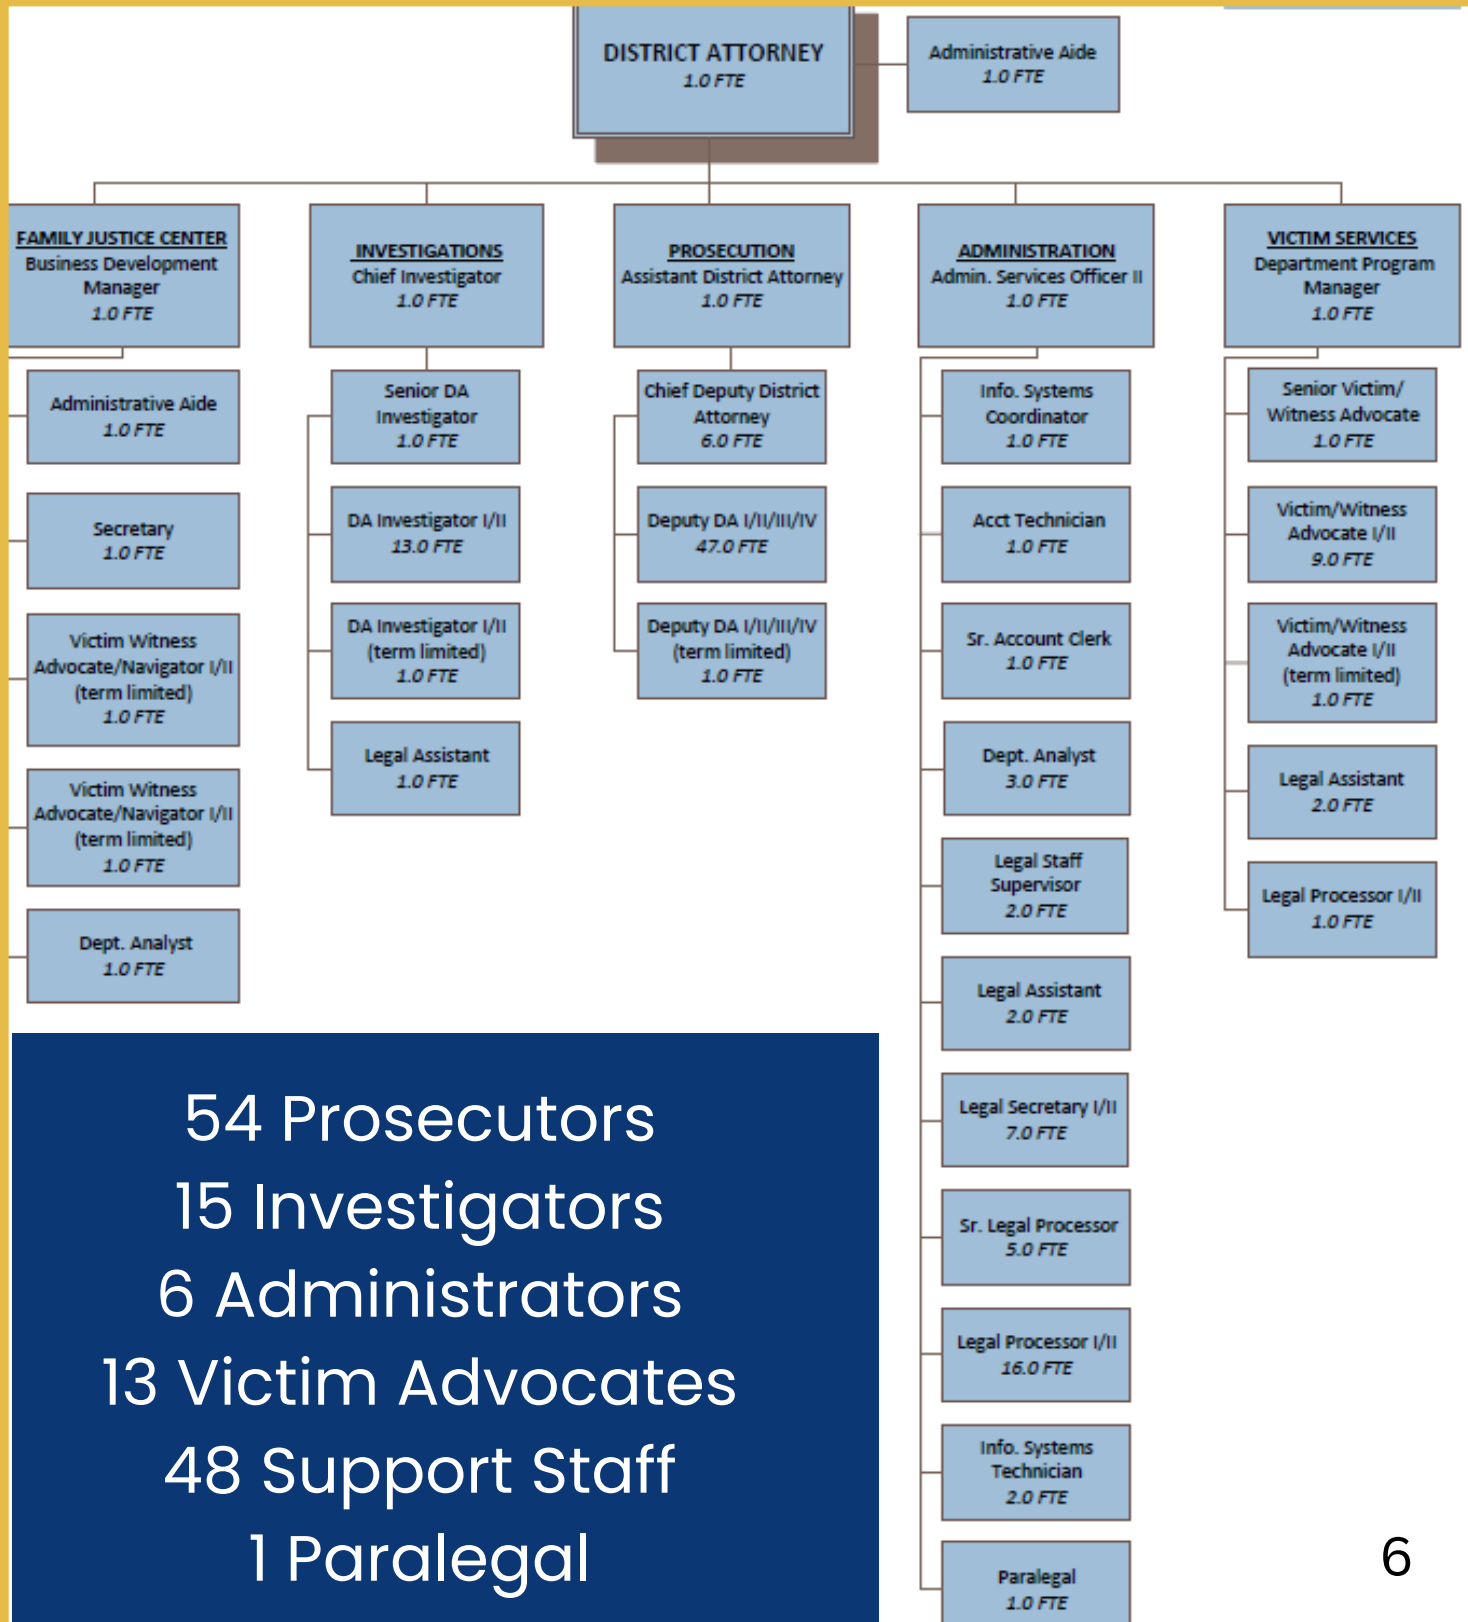 DISTRICT ATTORNEY
1.0 FTE
Administrative Aide
1.0 FTE
FAMILY JUSTICE CENTER
Business Development
Manager
1.0 FTE
Administrative Aide
1.0 FTE
Secretary
1.0 FTE
Victim Witness
Advocate/Navigator I/II
(term limited)
1.0 FTE
Victim Witness
Advocate/Navigator I/II
(term limited)
1.0 FTE
Dept. Analyst
1.0 FTE
INVESTIGATIONS
Chief Investigator
1.0 FTE
Senior DA
Investigator
1.0 FTE
DA Investigator I/II
13.0 FTE
DA Investigator I/II
(term limited)
1.0 FTE
Legal Assistant
1.0 FTE
PROSECUTION
Assistant District Attorney
1.0 FTE
Chief Deputy District
Attorney
6.0 FTE
Deputy DA I/II/III/IV
47.0 FTE
Deputy DA I/II/III/IV
(term limited)
1.0 FTE
ADMINISTRATION
Admin. Services Officer II
1.0 FTE
Info. Systems
Coordinator
1.0 FTE
Acct Technician
1.0 FTE
Sr. Account Clerk
1.0 FTE
Dept. Analyst
3.0 FTE
Legal Staff
Supervisor
2.0 FTE
Legal Assistant
2.0 FTE
Legal Secretary I/II
7.0 FTE
Sr. Legal Processor
5.0 FTE
Legal Processor I/II
16.0 FTE
Info. Systems
Technician
2.0 FTE
Paralegal
1.0 FTE
VICTIM SERVICES
Department Program
Manager
1.0 FTE
Senior Victim/
Witness Advocate
1.0 FTE
Victim/Witness
Advocate I/II
9.0 FTE
Victim/Witness
Advocate I/II
(term limited)
1.0 FTE
Legal Assistant
2.0 FTE
Legal Processor I/II
1.0 FTE
54 Prosecutors
15 Investigators
6 Administrators
13 Victim Advocates
48 Support Staff
1 Paralegal
6